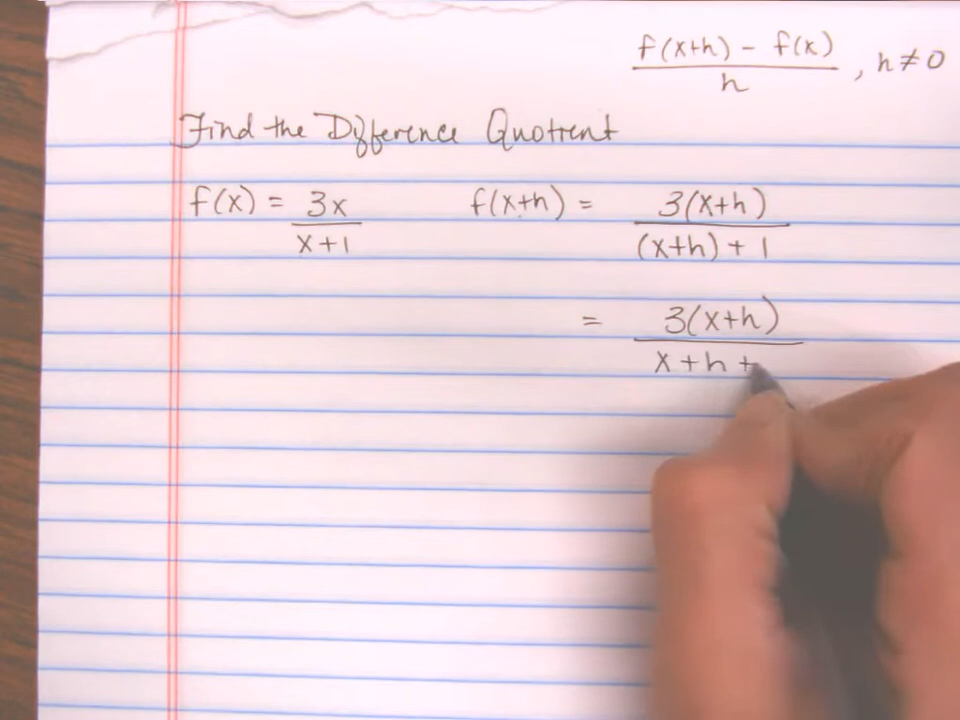 f(x+h) - f(x)
h
, h ≠ 0
Find the Difference Quotient
f(x) = 3x / x+1
f(x+h) = 3(x+h) / (x+h) + 1
= 3(x+h) / x+h +